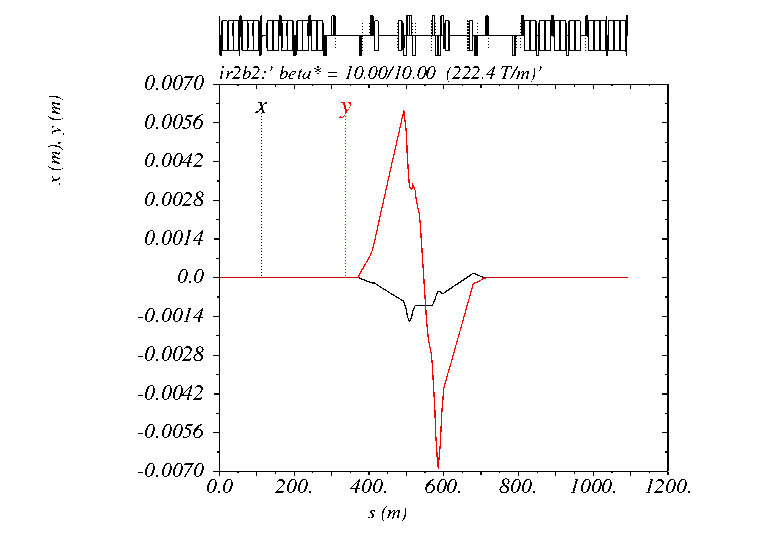 ir2b2:' beta* = 10.00/10.00 (222.4 T/m)'
x (m), y (m)
x y
0.0070
0.0056
0.0042
0.0028
0.0014
0.0
-0.0014
-0.0028
-0.0042
-0.0056
-0.0070
0.0 200. 400. 600. 800. 1000. 1200.
s (m)